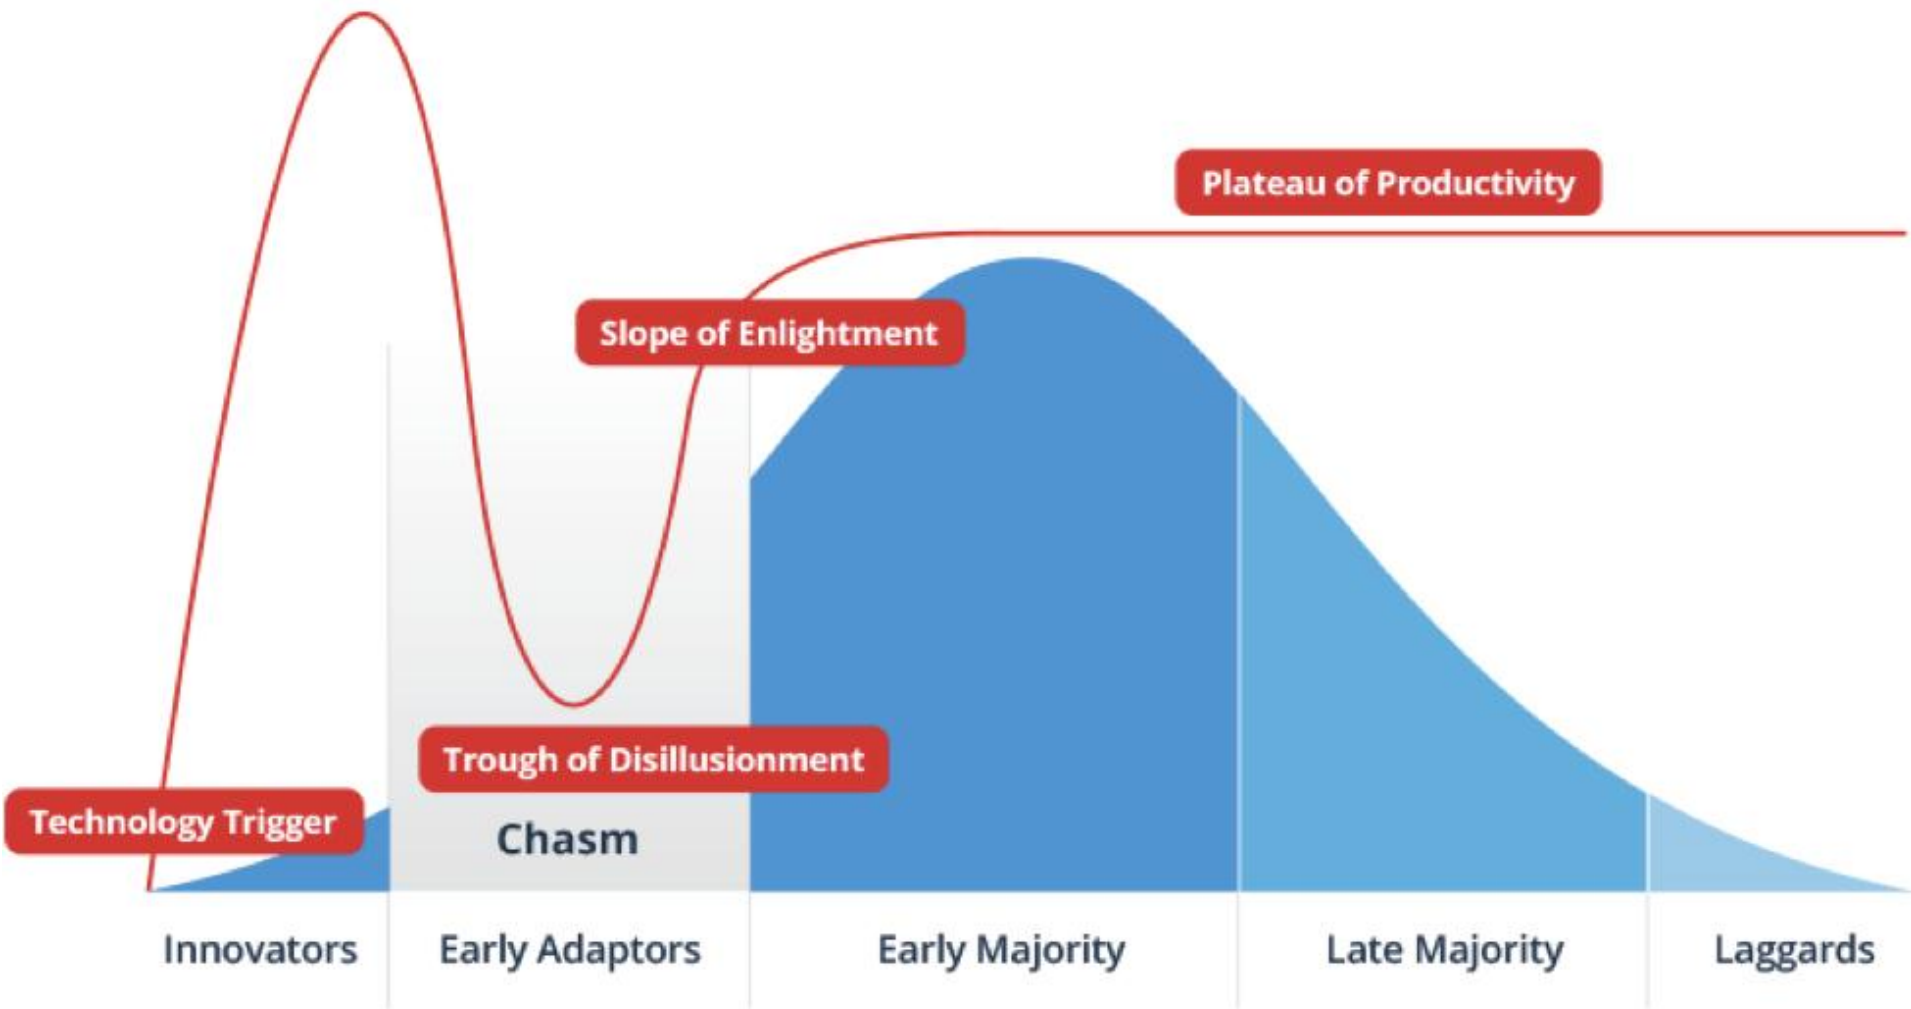 Plateau of Productivity
Slope of Enlightment
Trough of Disillusionment
Technology Trigger
Chasm
Innovators
Early Adaptors
Early Majority
Late Majority
Laggards